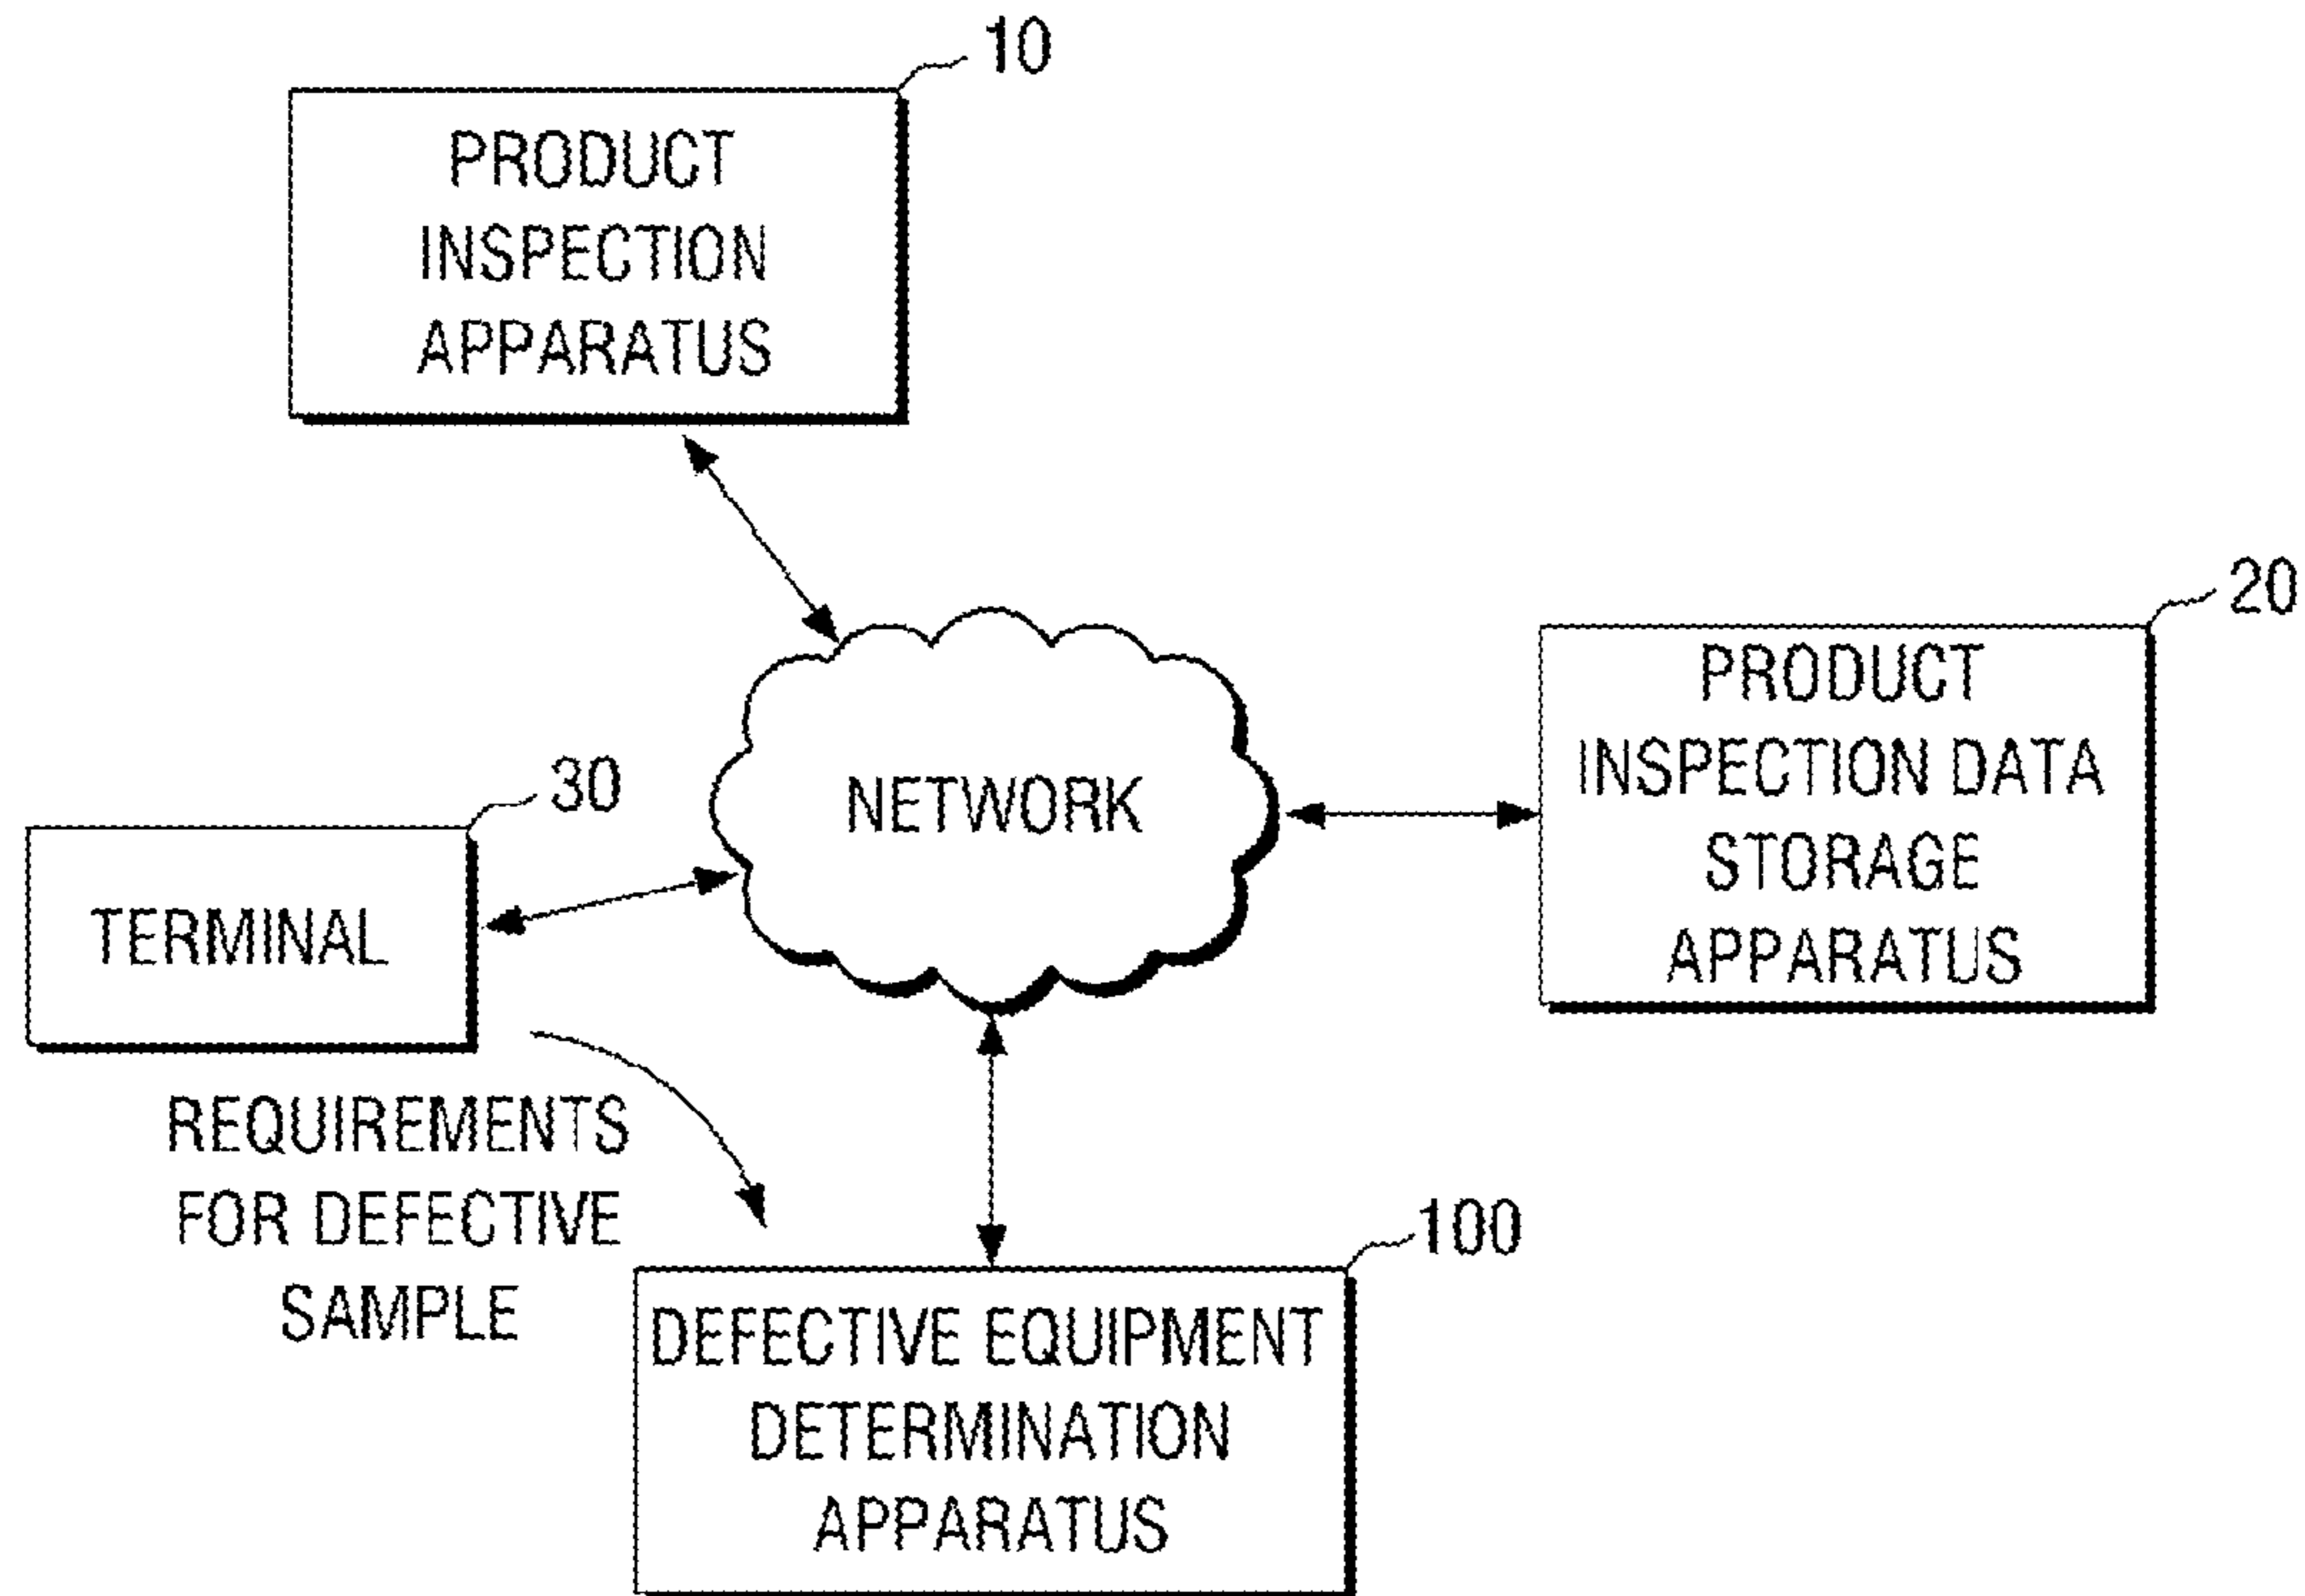 10
PRODUCT
INSPECTION
APPARATUS
20
PRODUCT
INSPECTION DATA
STORAGE
APPARATUS
NETWORK
30
TERMINAL
REQUIREMENTS
FOR DEFECTIVE
SAMPLE
100
DEFECTIVE EQUIPMENT
DETERMINATION
APPARATUS